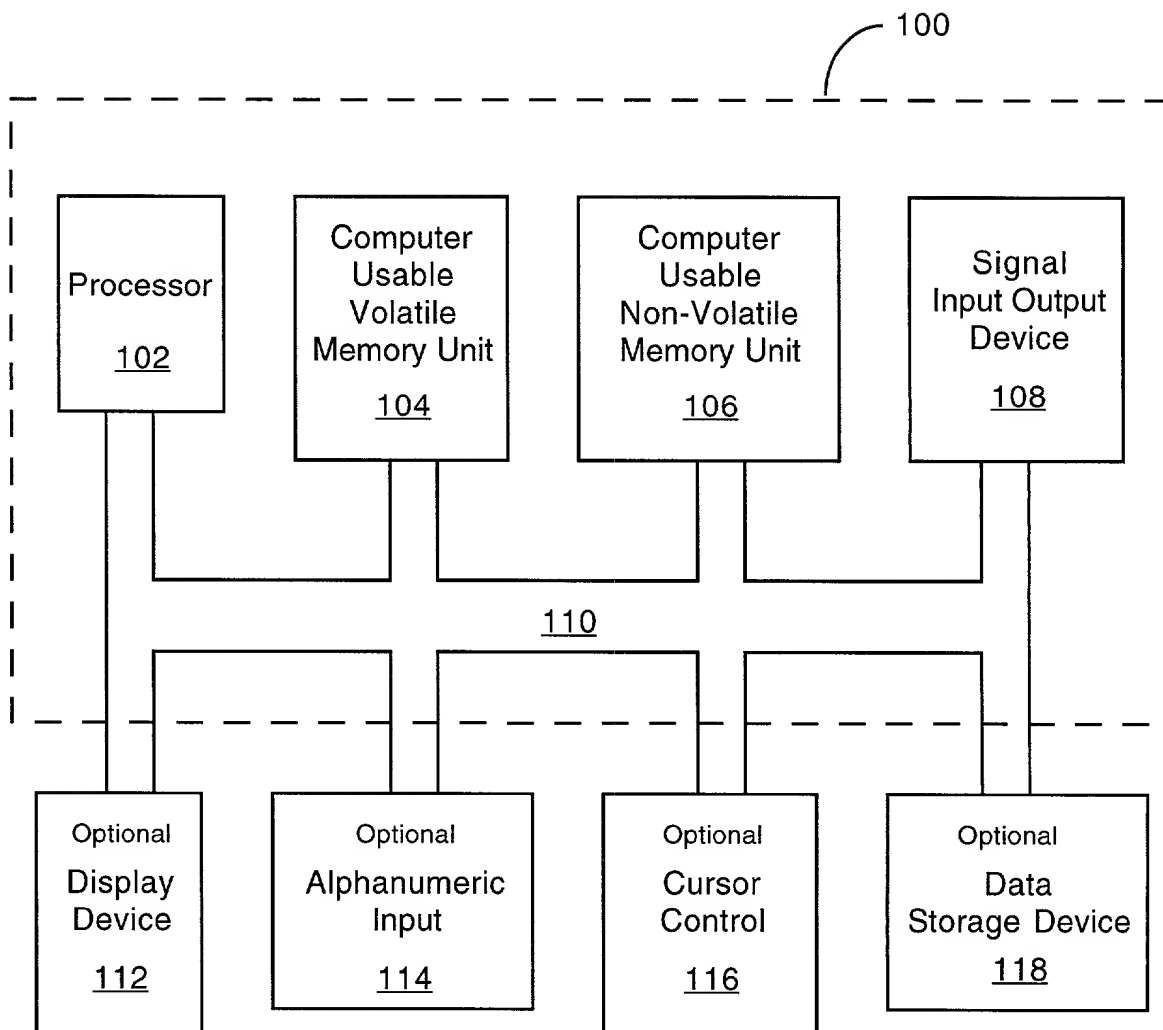 100
Processor
102
Computer
Usable
Volatile
Memory Unit
104
Computer
Usable
Non-Volatile
Memory Unit
106
Signal
Input Output
Device
108
110
Optional
Display
Device
112
Optional
Alphanumeric
Input
114
Optional
Cursor
Control
116
Optional
Data
Storage Device
118